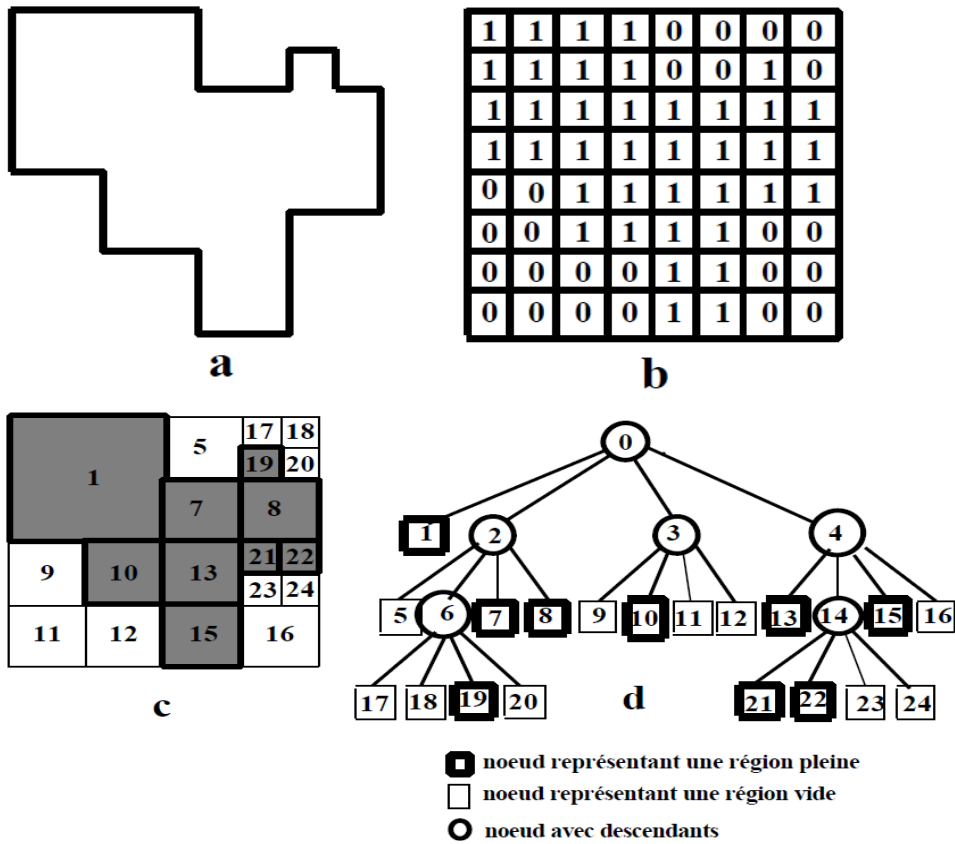 1 1 1 1 0 0 0 0
1 1 1 1 0 0 1 0
1 1 1 1 1 1 1 1
1 1 1 1 1 1 1 1
0 0 1 1 1 1 1 1
0 0 1 1 1 1 0 0
0 0 0 0 1 1 0 0
0 0 0 0 1 1 0 0
a
b
17 18
5
19 20
1
7 8
21 22
9 10 13
23 24
11 12 15 16
c
0
1 2 3 4
5 6 7 8 9 10 11 12 13 14 15 16
17 18 19 20 21 22 23 24
d
noeud représentant une région pleine
noeud représentant une région vide
noeud avec descendants